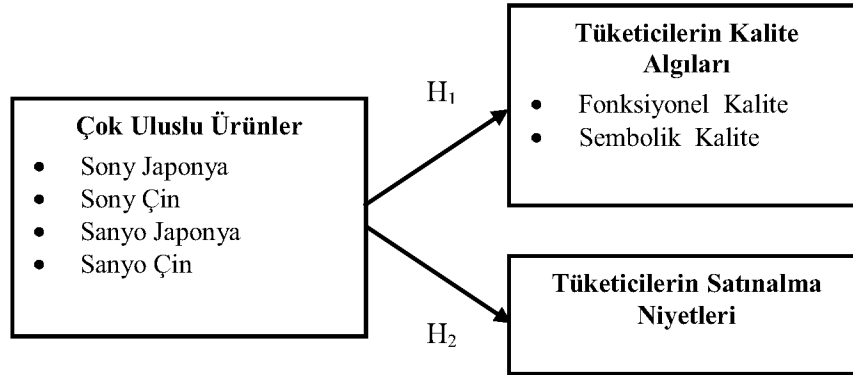 Çok Uluslu Ürünler
• Sony Japonya
• Sony Çin
• Sanyo Japonya
• Sanyo Çin
H1
H2
Tüketicilerin Kalite
Algıları
• Fonksiyonel Kalite
• Sembolik Kalite
Tüketicilerin Satınalma
Niyetleri